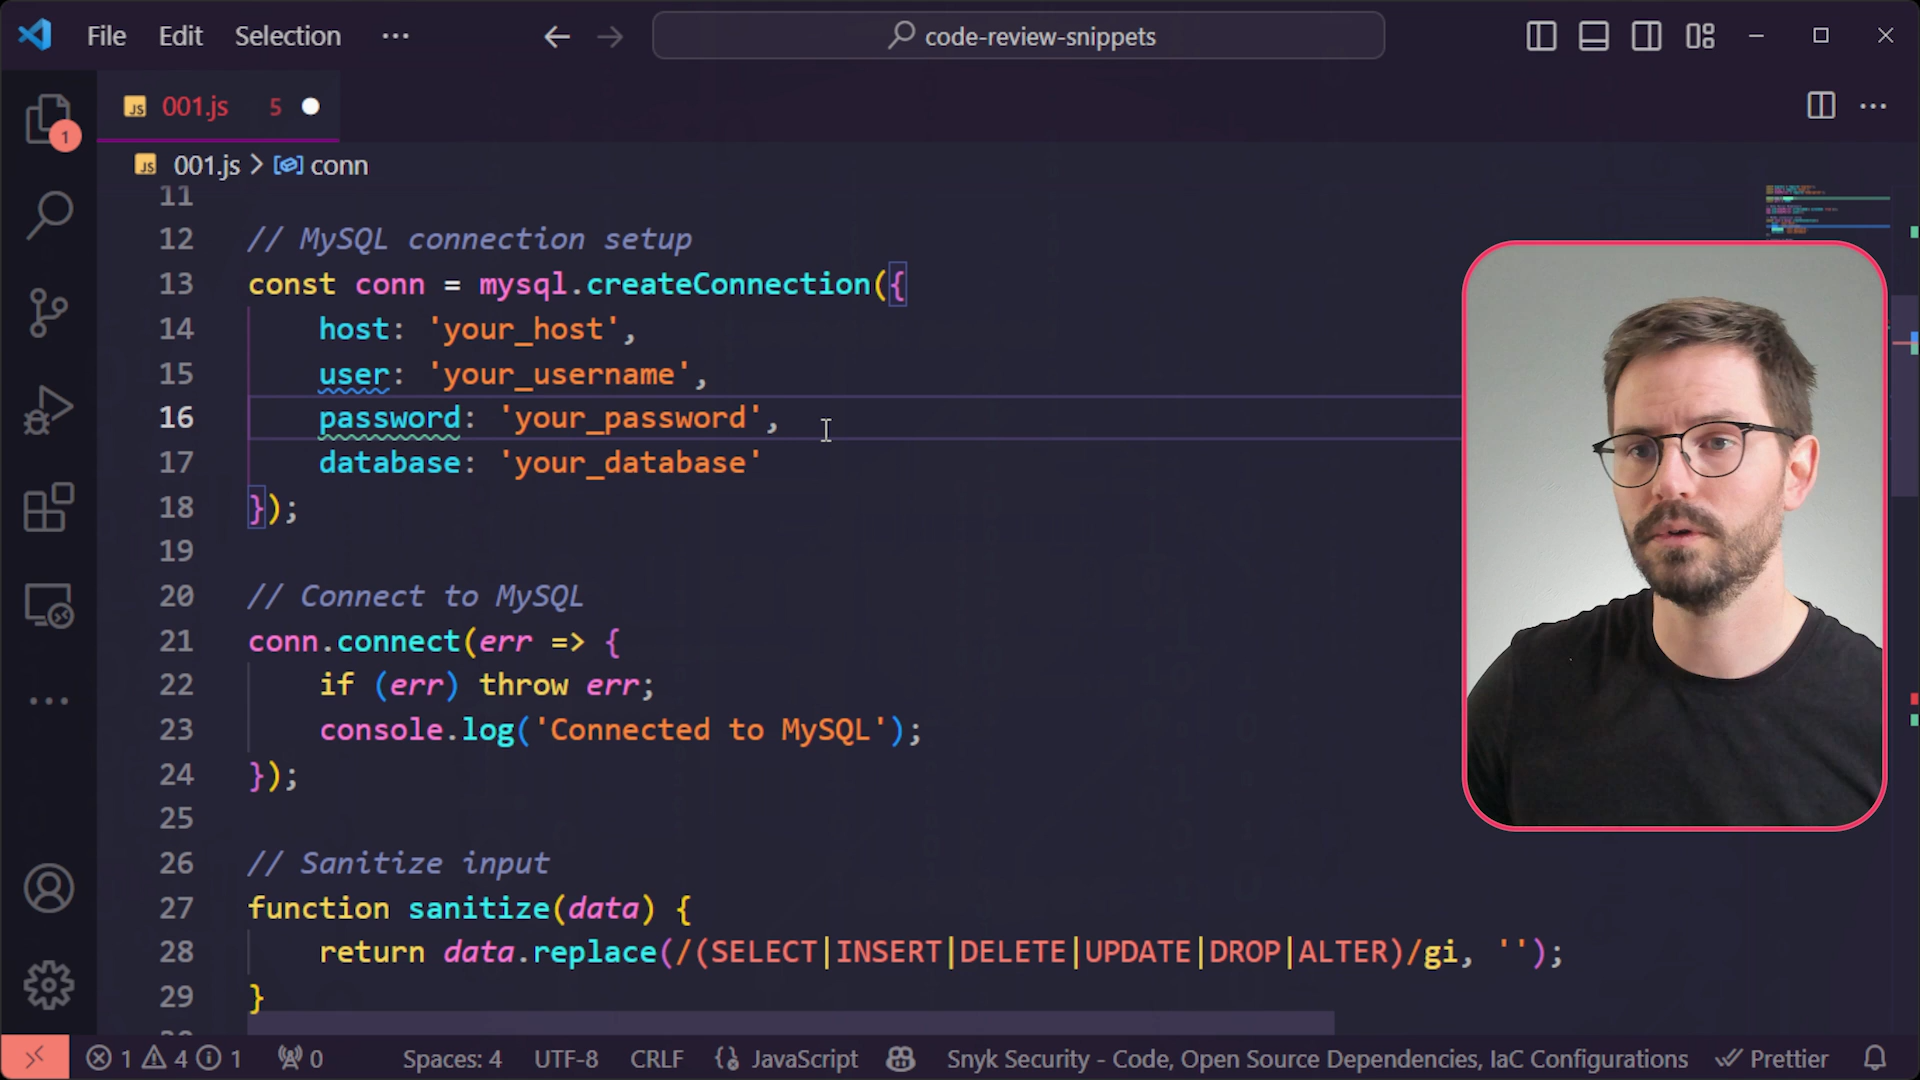 File Edit Selection ··· code-review-snippets
JS 001.js 5
1
JS 001.js > conn
11
12 // MySQL connection setup
13 const conn = mysql.createConnection({
14 host: 'your_host',
15 user: 'your_username',
16 password: 'your_password',
17 database: 'your_database'
18 });
19
20 // Connect to MySQL
21 conn.connect(err => {
22 if (err) throw err;
23 console.log('Connected to MySQL');
24 });
25
26 // Sanitize input
27 function sanitize(data) {
28 return data.replace(/(SELECT|INSERT|DELETE|UPDATE|DROP|ALTER)/gi, '');
29 }
1 4 1 0 Spaces: 4 UTF-8 CRLF {} JavaScript Snyk Security - Code, Open Source Dependencies, IaC Configurations Prettier